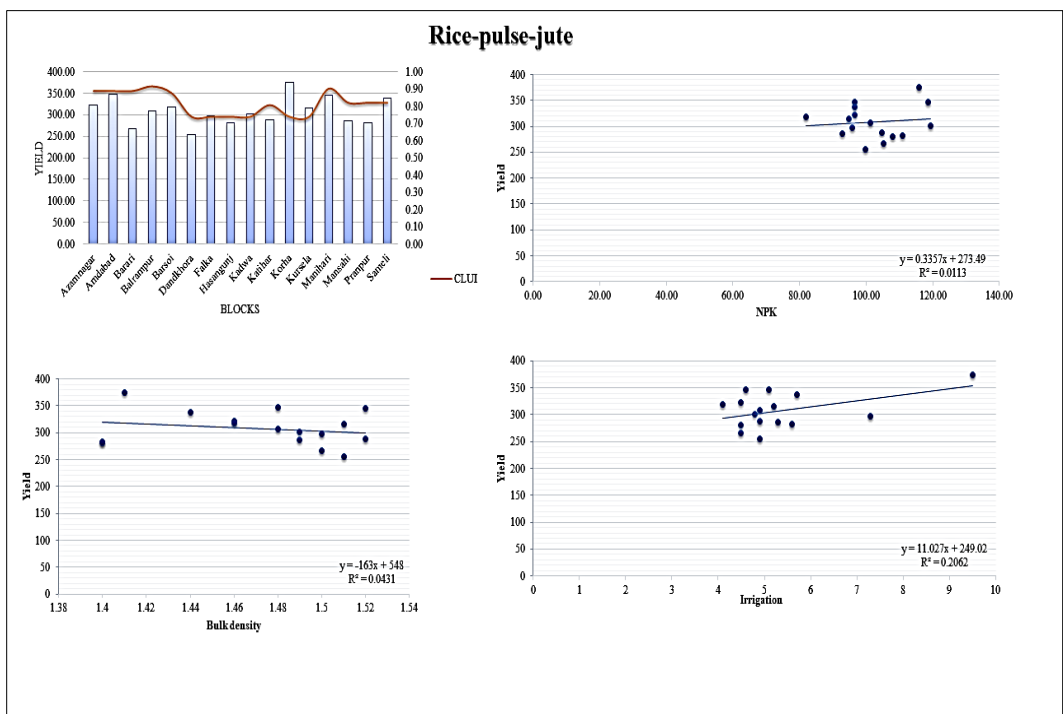 Rice-pulse-jute
400.00
350.00
300.00
250.00
200.00
150.00
100.00
50.00
0.00
YIELD
1.00
0.90
0.80
0.70
0.60
0.50
0.40
0.30
0.20
0.10
0.00
Azamnagar
Amdabad
Barari
Balrampur
Barsoi
Dandkhora
Falka
Hasangunj
Kadwa
Katihar
Korha
Kursela
Manihari
Mansahi
Pranpur
Sameli
BLOCKS
CLUI
400
350
300
250
200
150
100
50
0
Yield
y = 0.3357x + 273.49
R² = 0.0113
0.00 20.00 40.00 60.00 80.00 100.00 120.00 140.00
NPK
400
350
300
250
200
150
100
50
0
Yield
y = -163x + 548
R² = 0.0431
1.38 1.4 1.42 1.44 1.46 1.48 1.5 1.52 1.54
Bulk density
400
350
300
250
200
150
100
50
0
Yield
y = 11.027x + 249.02
R² = 0.2062
0 1 2 3 4 5 6 7 8 9 10
Irrigation